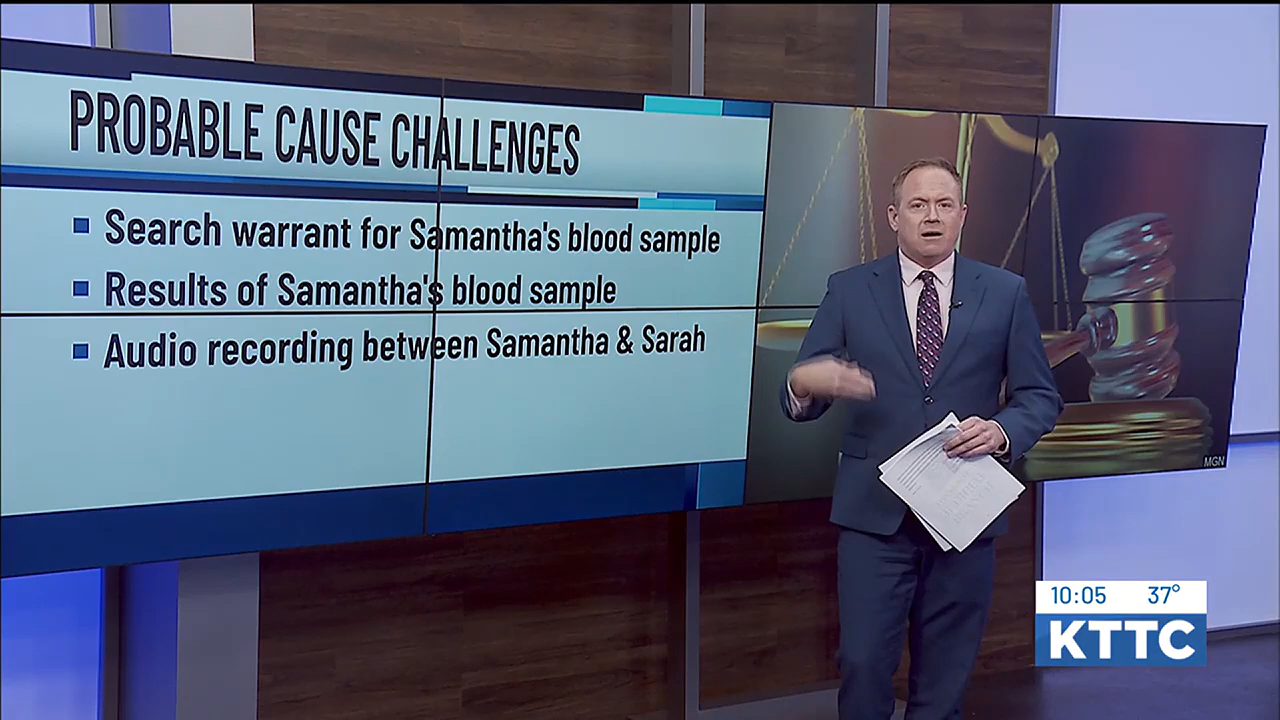 PROBABLE CAUSE CHALLENGES
Search warrant for Samantha's blood sample
Results of Samantha's blood sample
Audio recording between Samantha & Sarah
MGN
10:05 37°
KTTC